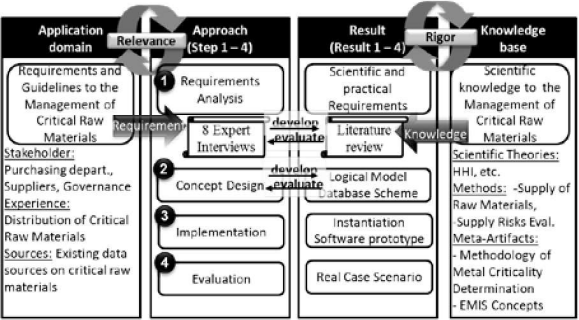 Application
domain
Relevance
Approach
(Step 1 – 4)
Result
(Result 1 – 4)
Rigor
Knowledge
base
Requirements and
Guidelines to the
Management of
Critical Raw
Materials
Requirement
Stakeholder:
Purchasing depart.,
Suppliers, Governance
Experience:
Distribution of Critical
Raw Materials
Sources: Existing data
sources on critical raw
materials
1
Requirements
Analysis
8 Expert
Interviews
2
Concept Design
3
Implementation
4
Evaluation
develop
evaluate
develop
evaluate
Scientific and
practical
Requirements
Literature
review
Logical Model
Database Scheme
Instantiation
Software prototype
Real Case Scenario
Scientific
knowledge to the
Management of
Critical Raw
Materials
Knowledge
Scientific Theories:
HHI, etc.
Methods: -Supply of
Raw Materials,
-Supply Risks Eval.
Meta-Artifacts:
- Methodology of
Metal Criticality
Determination
- EMIS Concepts